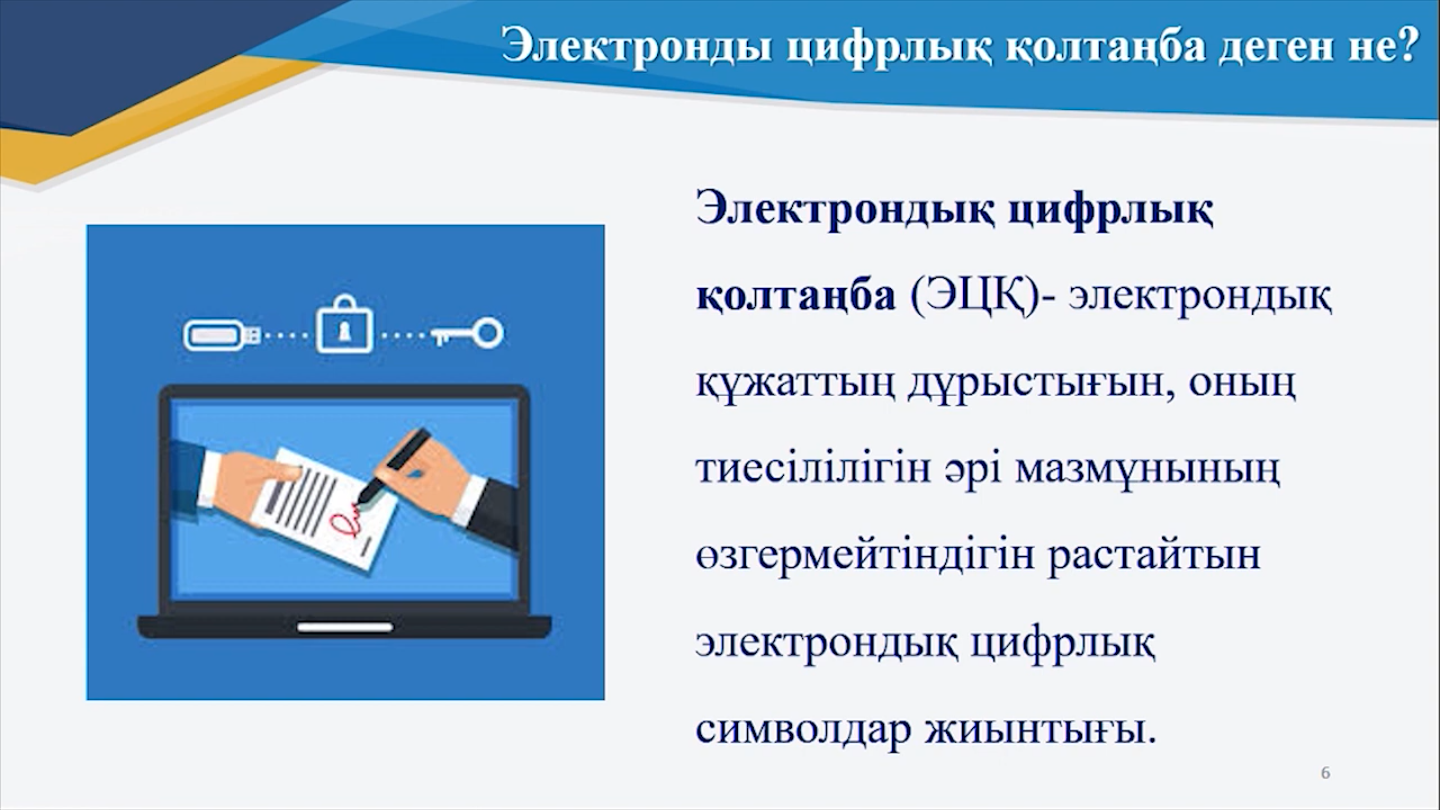 Электронды цифрлық қолтаңба деген не?
Электрондық цифрлық
қолтаңба (ЭЦҚ)- электрондық
құжаттың дұрыстығын, оның
тиесілілігін әрі мазмұнының
өзгермейтіндігін растайтын
электрондық цифрлық
символдар жиынтығы.
6